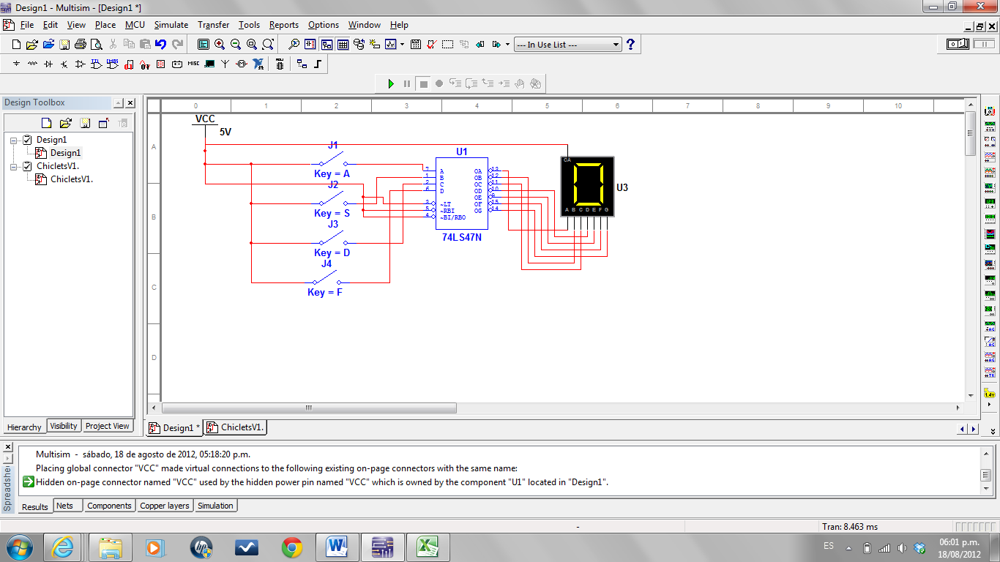 Design1 - Multisim - [Design1 *]
File Edit View Place MCU Simulate Transfer Tools Reports Options Window Help
--- In Use List ---
MISC
Design Toolbox
Design1
Design1
ChicletsV1.
ChicletsV1.
Hierarchy Visibility Project View
0 1 2 3 4 5 6 7 8 9 10
A
B
C
D
VCC
5V
J1
Key = A
J2
Key = S
J3
Key = D
J4
Key = F
U1
7 A OA 13
1 B OB 12
2 C OC 11
6 D OD 10
OE 9
3 ~LT OF 15
5 ~RBI OG 14
4 ~BI/RBO
74LS47N
CA
A B C D E F G
U3
Design1 * ChicletsV1.
Spreadshee
Multisim - sábado, 18 de agosto de 2012, 05:18:20 p.m.
Placing global connector "VCC" made virtual connections to the following existing on-page connectors with the same name:
Hidden on-page connector named "VCC" used by the hidden power pin named "VCC" which is owned by the component "U1" located in "Design1".
Results Nets Components Copper layers Simulation
- Tran: 8.463 ms
ES 06:01 p.m.
18/08/2012